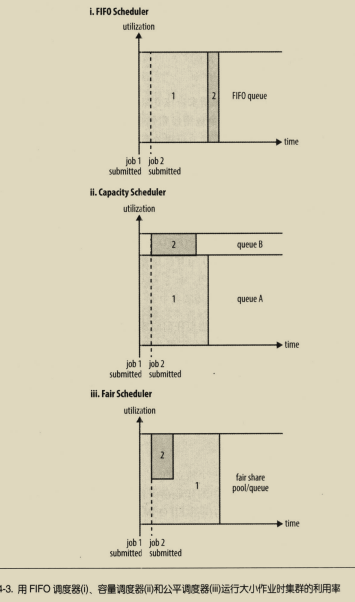 i. FIFO Scheduler
utilization
1
2
FIFO queue
time
job 1 job 2
submitted submitted
ii. Capacity Scheduler
utilization
2
queue B
1
queue A
time
job 1 job 2
submitted submitted
iii. Fair Scheduler
utilization
2
1
fair share
pool/queue
time
job 1 job 2
submitted submitted
4-3. 用 FIFO 调度器(i)、容量调度器(ii)和公平调度器(iii)运行大小作业时集群的利用率